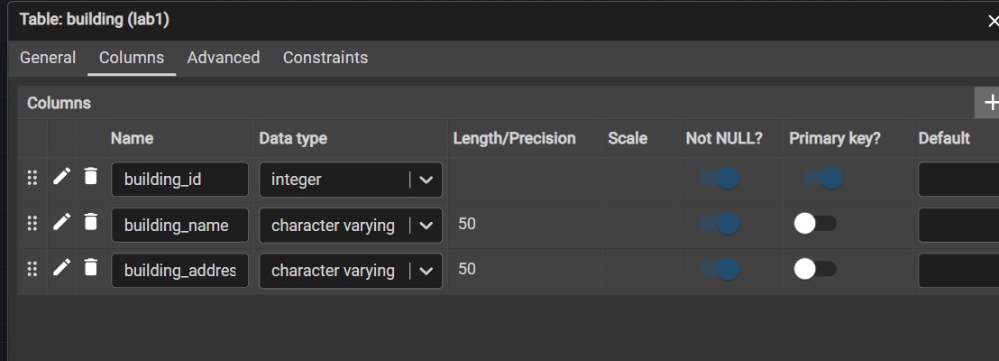 Table: building (lab1)
General Columns Advanced Constraints
Columns
Name Data type Length/Precision Scale Not NULL? Primary key? Default
building_id integer
building_name character varying 50
building_addres character varying 50